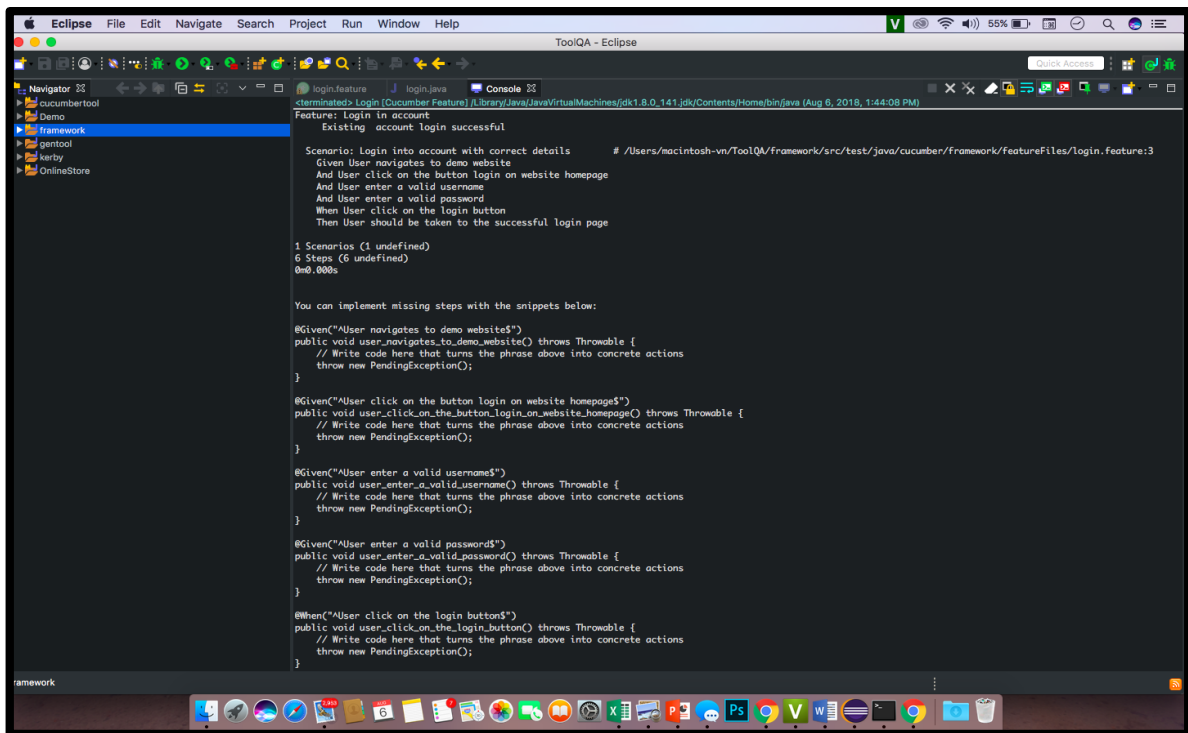 Eclipse File Edit Navigate Search Project Run Window Help 55%
ToolQA - Eclipse
Quick Access
Navigator login.feature login.java Console
<terminated> Login [Cucumber Feature] /Library/Java/JavaVirtualMachines/jdk1.8.0_141.jdk/Contents/Home/bin/java (Aug 6, 2018, 1:44:08 PM)
cucumbertool
Demo
framework
gentool
kerby
OnlineStore
Feature: Login in account
Existing account login successful
Scenario: Login into account with correct details # /Users/macintosh-vn/ToolQA/framework/src/test/java/cucumber/framework/featureFiles/login.feature:3
Given User navigates to demo website
And User click on the button login on website homepage
And User enter a valid username
And User enter a valid password
When User click on the login button
Then User should be taken to the successful login page
1 Scenarios (1 undefined)
6 Steps (6 undefined)
0m0.000s
You can implement missing steps with the snippets below:
@Given("^User navigates to demo website$")
public void user_navigates_to_demo_website() throws Throwable {
// Write code here that turns the phrase above into concrete actions
throw new PendingException();
}
@Given("^User click on the button login on website homepage$")
public void user_click_on_the_button_login_on_website_homepage() throws Throwable {
// Write code here that turns the phrase above into concrete actions
throw new PendingException();
}
@Given("^User enter a valid username$")
public void user_enter_a_valid_username() throws Throwable {
// Write code here that turns the phrase above into concrete actions
throw new PendingException();
}
@Given("^User enter a valid password$")
public void user_enter_a_valid_password() throws Throwable {
// Write code here that turns the phrase above into concrete actions
throw new PendingException();
}
@When("^User click on the login button$")
public void user_click_on_the_login_button() throws Throwable {
// Write code here that turns the phrase above into concrete actions
throw new PendingException();
}
ramework